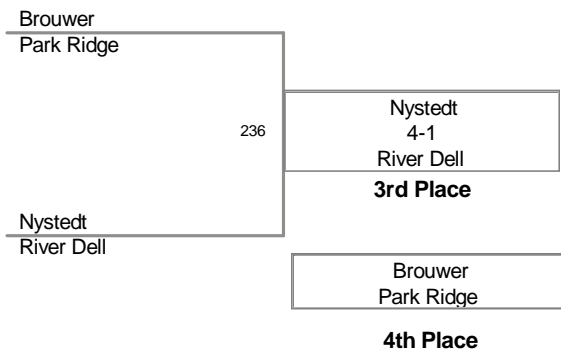 Brouwer
Park Ridge
236
Nystedt
4-1
River Dell
3rd Place
Nystedt
River Dell
Brouwer
Park Ridge
4th Place